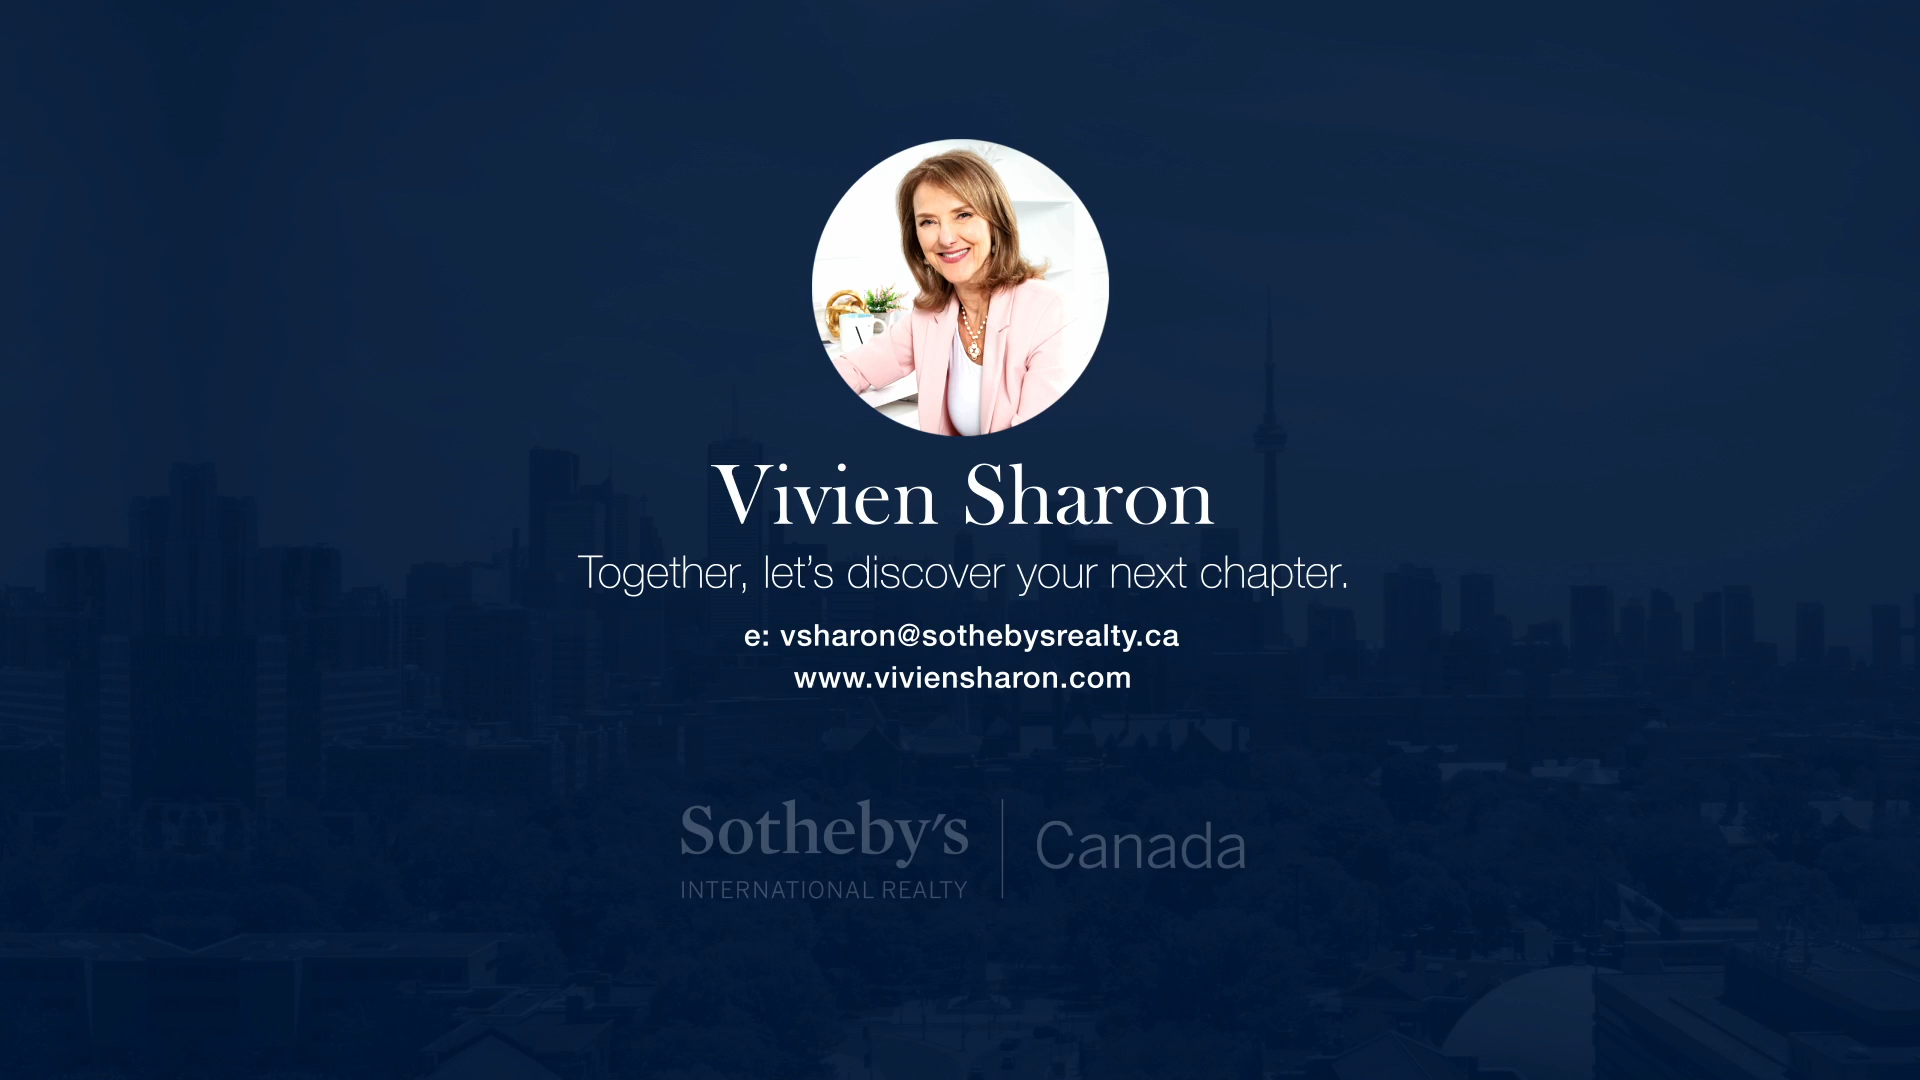 Vivien Sharon
Together, let's discover your next chapter.
e: vsharon@sothebysrealty.ca
www.viviensharon.com
Sotheby's
INTERNATIONAL REALTY
Canada